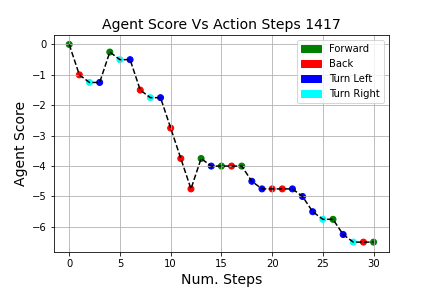 Agent Score Vs Action Steps 1417
Forward
Back
Turn Left
Turn Right
Agent Score
0
−1
−2
−3
−4
−5
−6
0 5 10 15 20 25 30
Num. Steps